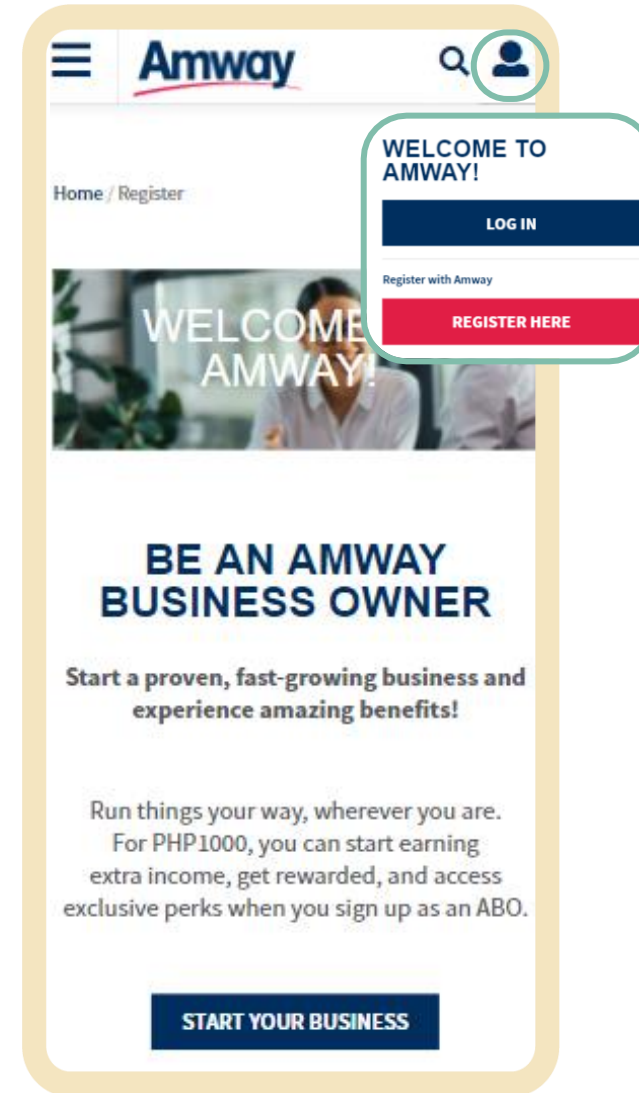 Amway
WELCOME TO
AMWAY!
LOG IN
Register with Amway
REGISTER HERE
Home / Register
WELCOME
AMWAY!
BE AN AMWAY
BUSINESS OWNER
Start a proven, fast-growing business and
experience amazing benefits!
Run things your way, wherever you are.
For PHP1000, you can start earning
extra income, get rewarded, and access
exclusive perks when you sign up as an ABO.
START YOUR BUSINESS